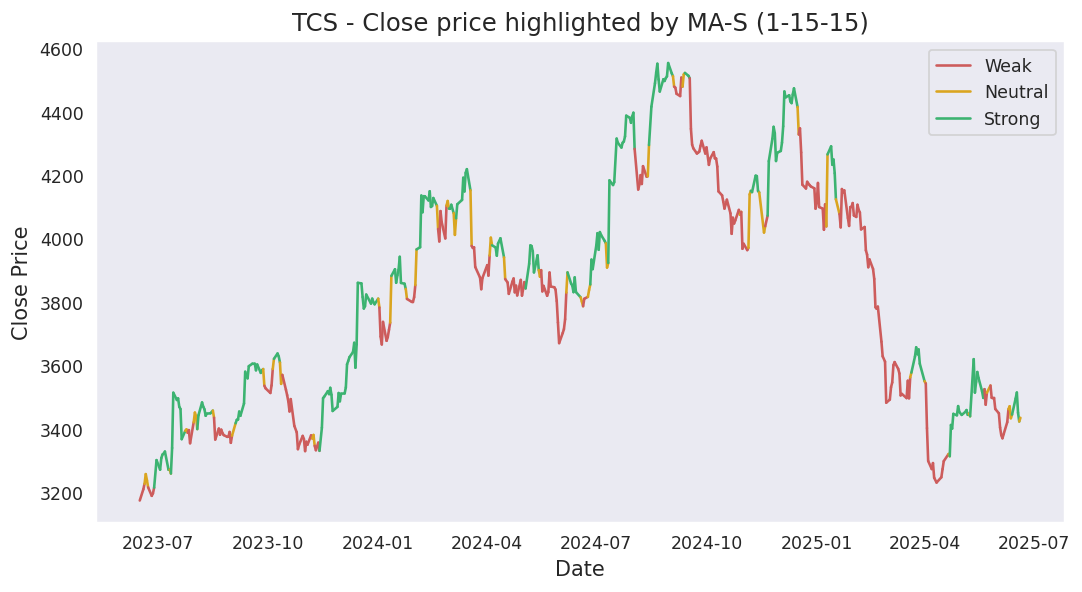 TCS - Close price highlighted by MA-S (1-15-15)
4600
4400
4200
4000
3800
3600
3400
3200
Close Price
Weak
Neutral
Strong
2023-07
2023-10
2024-01
2024-04
2024-07
2024-10
2025-01
2025-04
2025-07
Date